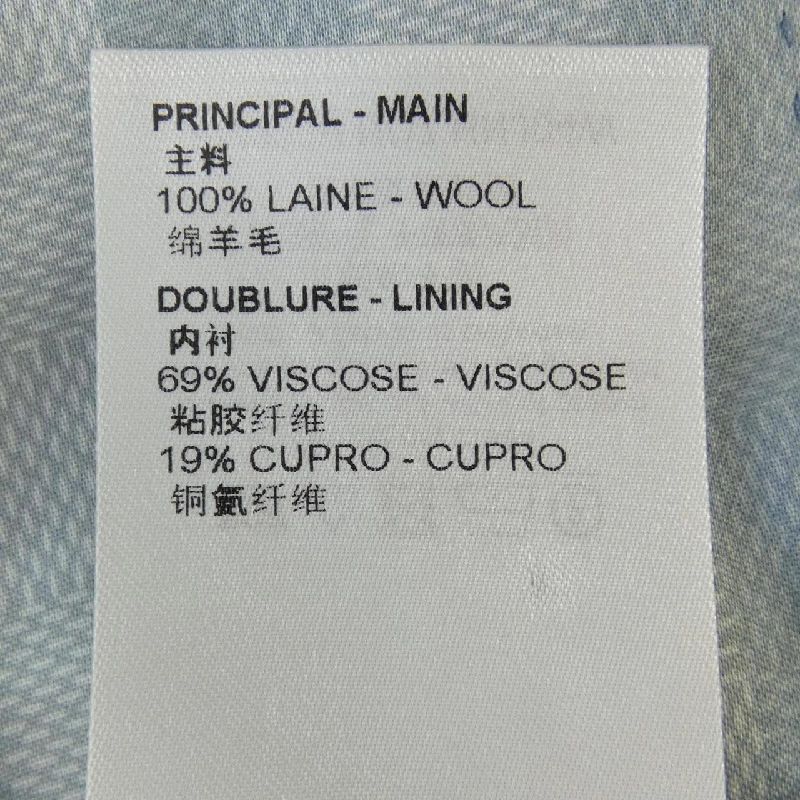 PRINCIPAL - MAIN
主料
100% LAINE - WOOL
绵羊毛
DOUBLURE - LINING
内衬
69% VISCOSE - VISCOSE
粘胶纤维
19% CUPRO - CUPRO
铜氨纤维